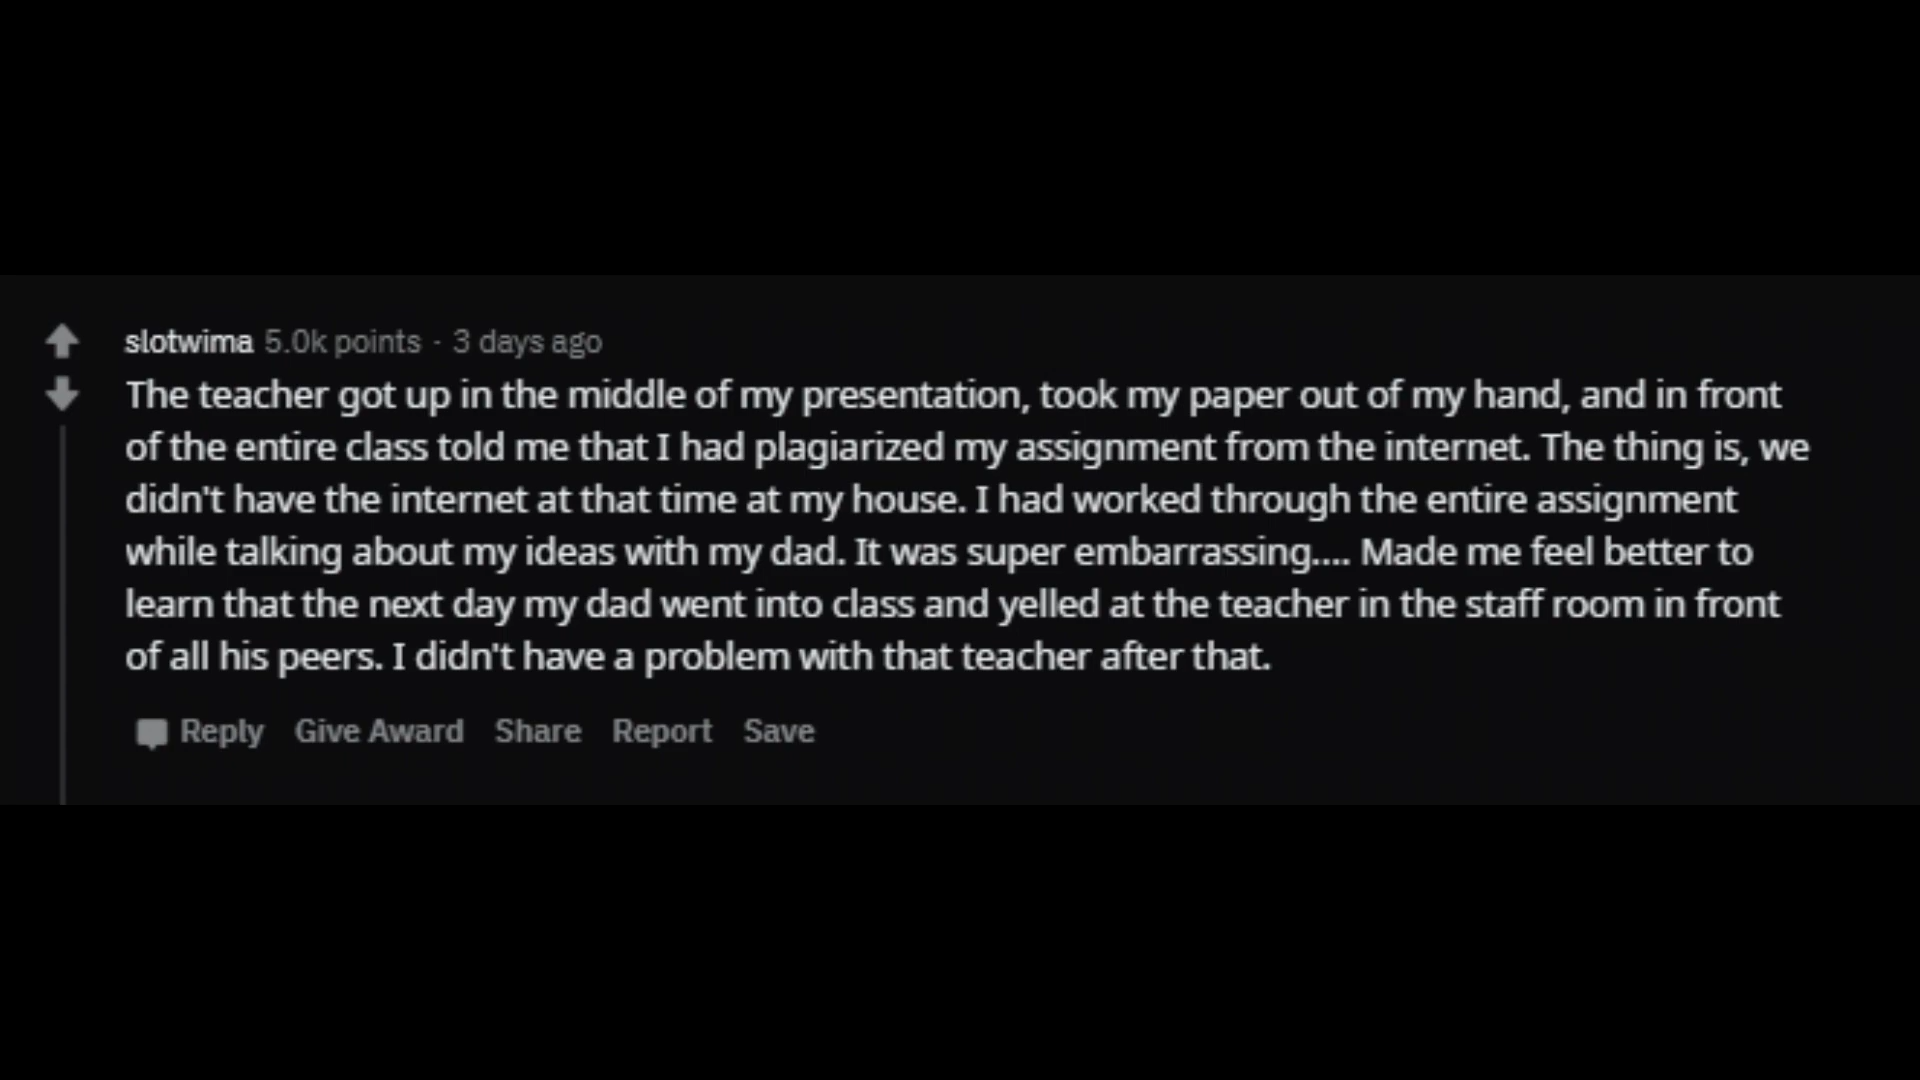 slotwima 5.0k points · 3 days ago
The teacher got up in the middle of my presentation, took my paper out of my hand, and in front
of the entire class told me that I had plagiarized my assignment from the internet. The thing is, we
didn't have the internet at that time at my house. I had worked through the entire assignment
while talking about my ideas with my dad. It was super embarrassing.... Made me feel better to
learn that the next day my dad went into class and yelled at the teacher in the staff room in front
of all his peers. I didn't have a problem with that teacher after that.
Reply Give Award Share Report Save